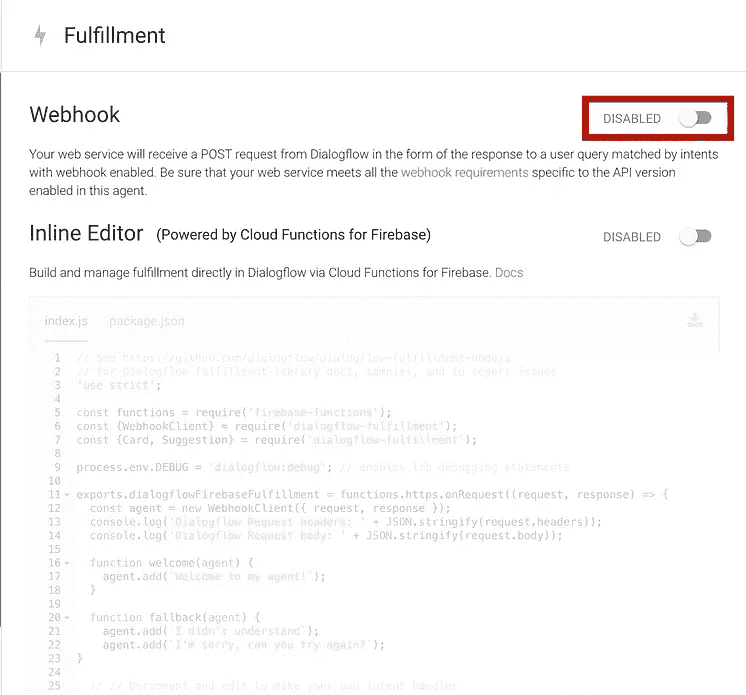 Fulfillment
Webhook
DISABLED
Your web service will receive a POST request from Dialogflow in the form of the response to a user query matched by intents
with webhook enabled. Be sure that your web service meets all the webhook requirements specific to the API version
enabled in this agent.
Inline Editor (Powered by Cloud Functions for Firebase)
DISABLED
Build and manage fulfillment directly in Dialogflow via Cloud Functions for Firebase. Docs
index.js package.json
1 // See https://github.com/dialogflow/dialogflow-fulfillment-nodejs
2 // for Dialogflow fulfillment library docs, samples, and to report issues
3 'use strict';
4
5 const functions = require('firebase-functions');
6 const {WebhookClient} = require('dialogflow-fulfillment');
7 const {Card, Suggestion} = require('dialogflow-fulfillment');
8
9 process.env.DEBUG = 'dialogflow:debug'; // enables lib debugging statements
10
11 exports.dialogflowFirebaseFulfillment = functions.https.onRequest((request, response) => {
12 const agent = new WebhookClient({ request, response });
13 console.log('Dialogflow Request headers: ' + JSON.stringify(request.headers));
14 console.log('Dialogflow Request body: ' + JSON.stringify(request.body));
15
16 function welcome(agent) {
17 agent.add(`Welcome to my agent!`);
18 }
19
20 function fallback(agent) {
21 agent.add(`I didn't understand`);
22 agent.add(`I'm sorry, can you try again?`);
23 }
24
25 // // Uncomment and edit to make your own intent handler